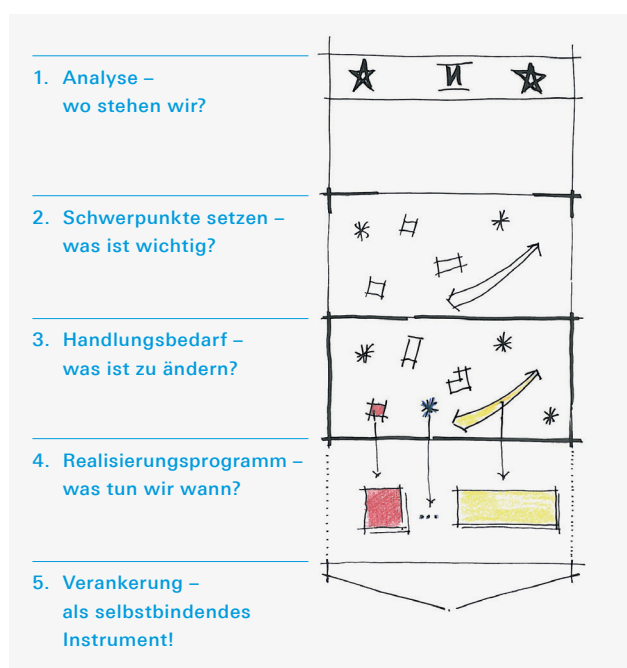 1. Analyse –
wo stehen wir?
2. Schwerpunkte setzen –
was ist wichtig?
3. Handlungsbedarf –
was ist zu ändern?
4. Realisierungsprogramm –
was tun wir wann?
5. Verankerung –
als selbstbindendes
Instrument!